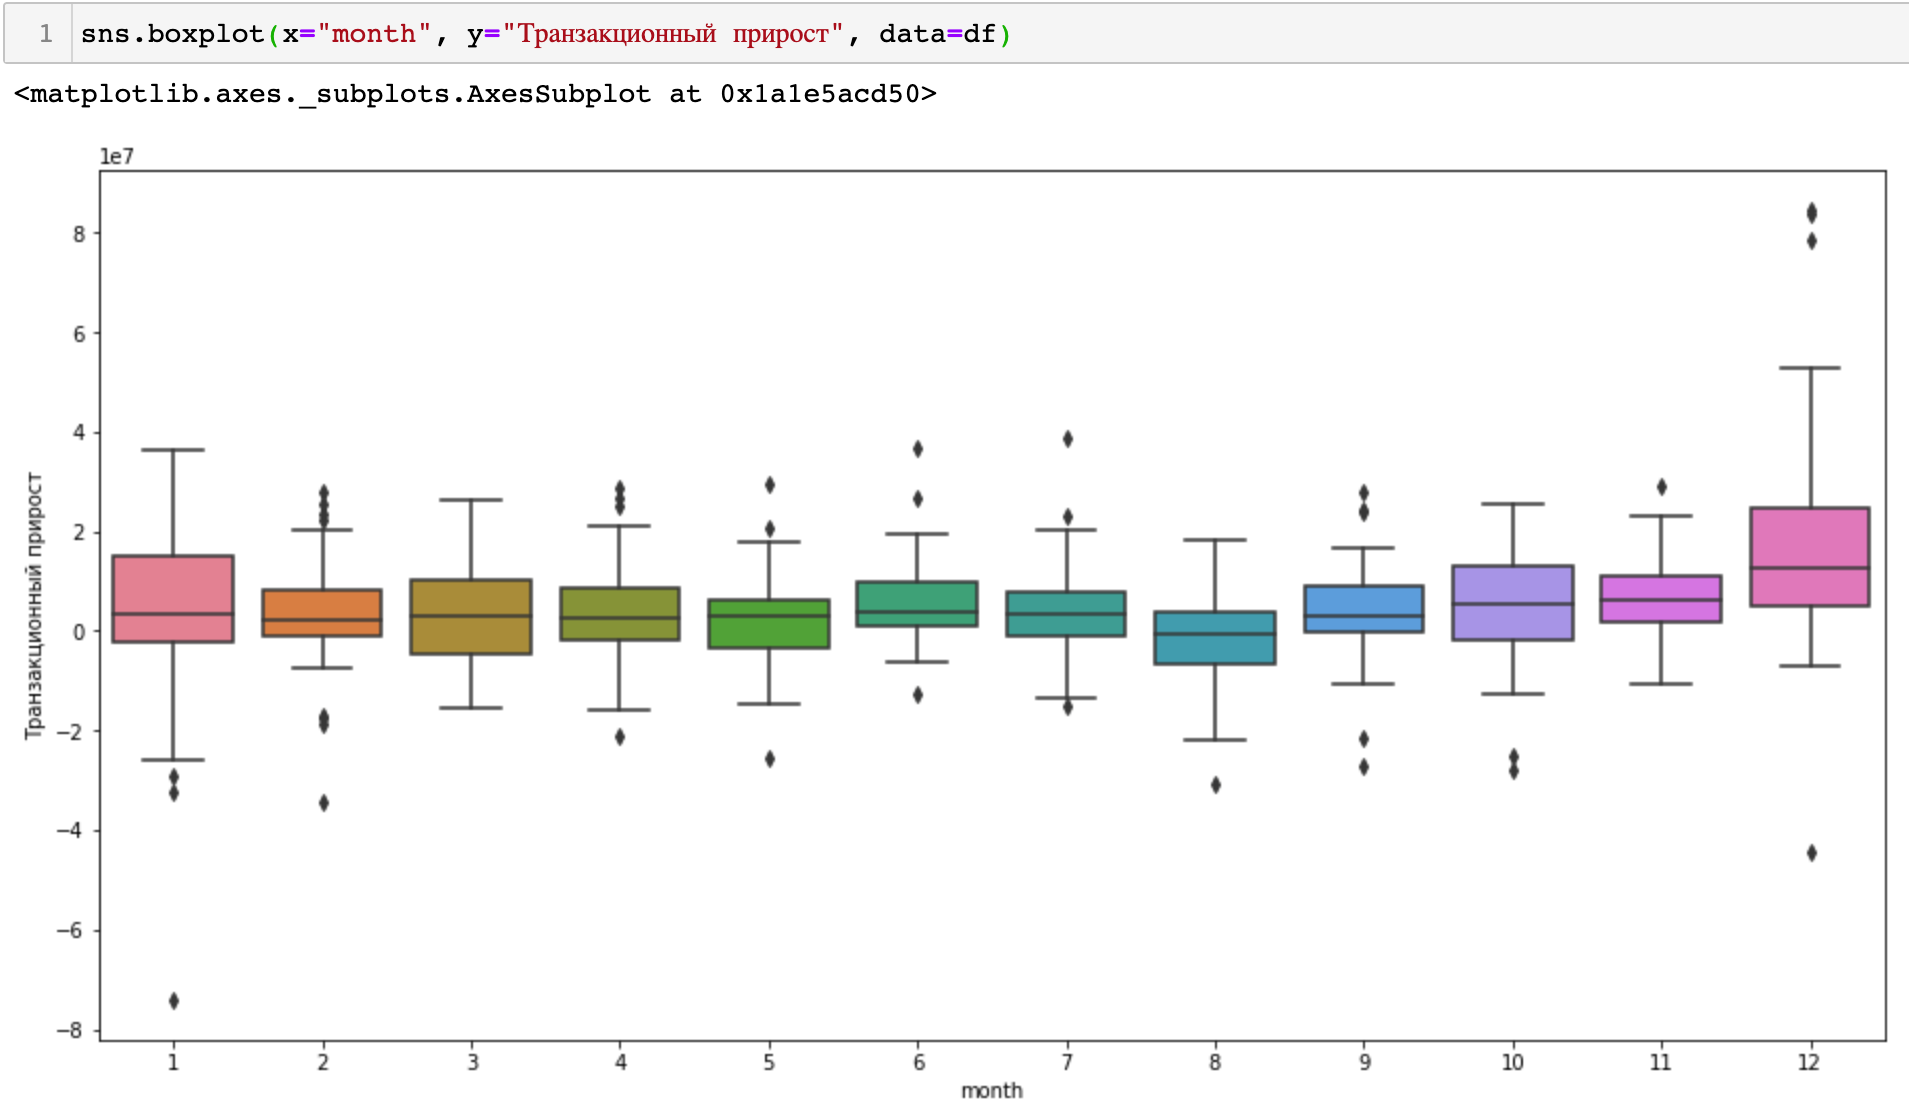 1 sns.boxplot(x="month", y="Транзакционный прирост", data=df)
<matplotlib.axes._subplots.AxesSubplot at 0x1a1e5acd50>
1e7
8
6
4
2
0
−2
−4
−6
−8
Транзакционный прирост
1 2 3 4 5 6 7 8 9 10 11 12
month